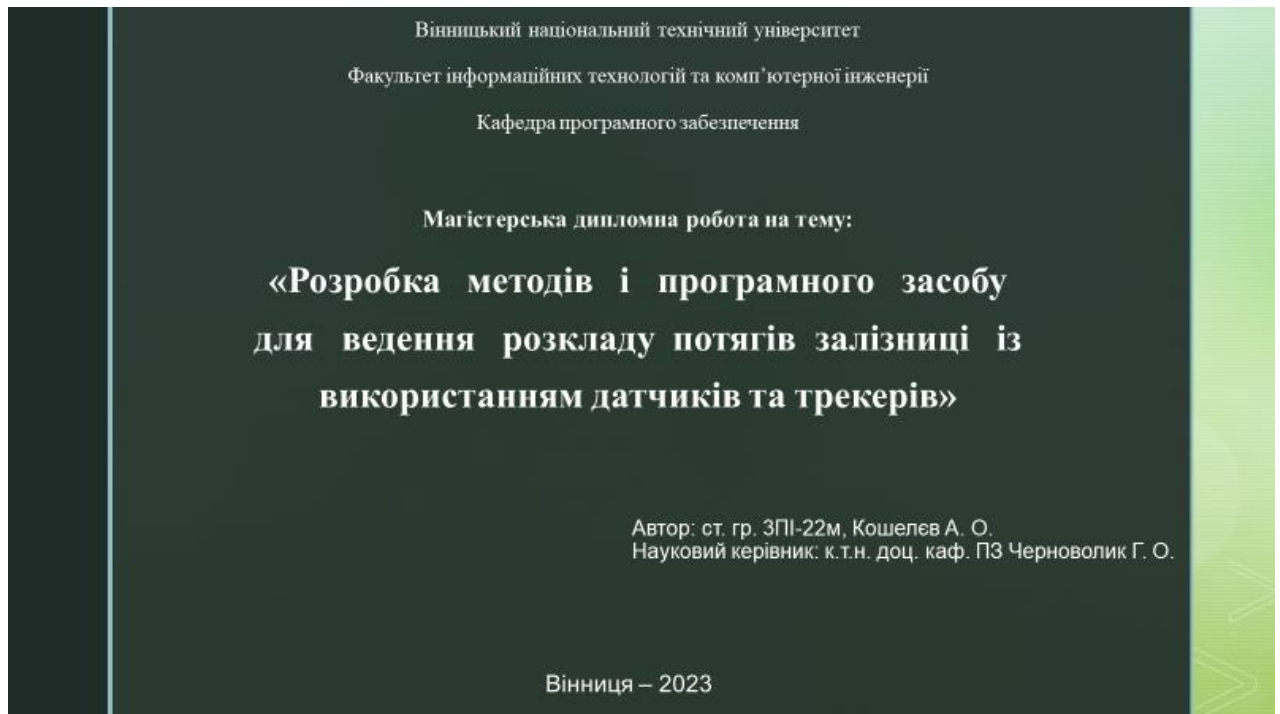 Вінницький національний технічний університет
Факультет інформаційних технологій та комп’ютерної інженерії
Кафедра програмного забезпечення
Магістерська дипломна робота на тему:
«Розробка методів і програмного засобу
для ведення розкладу потягів залізниці із
використанням датчиків та трекерів»
Автор: ст. гр. 3ПІ-22м, Кошелєв А. О.
Науковий керівник: к.т.н. доц. каф. ПЗ Черноволик Г. О.
Вінниця – 2023